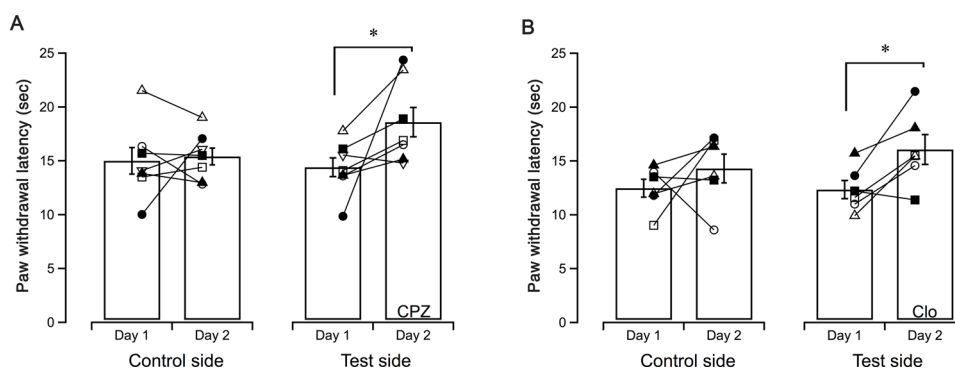 A
Paw withdrawal latency (sec)
25
20
15
10
5
0
*
CPZ
Day 1 Day 2 Day 1 Day 2
Control side Test side
B
Paw withdrawal latency (sec)
25
20
15
10
5
0
*
Clo
Day 1 Day 2 Day 1 Day 2
Control side Test side